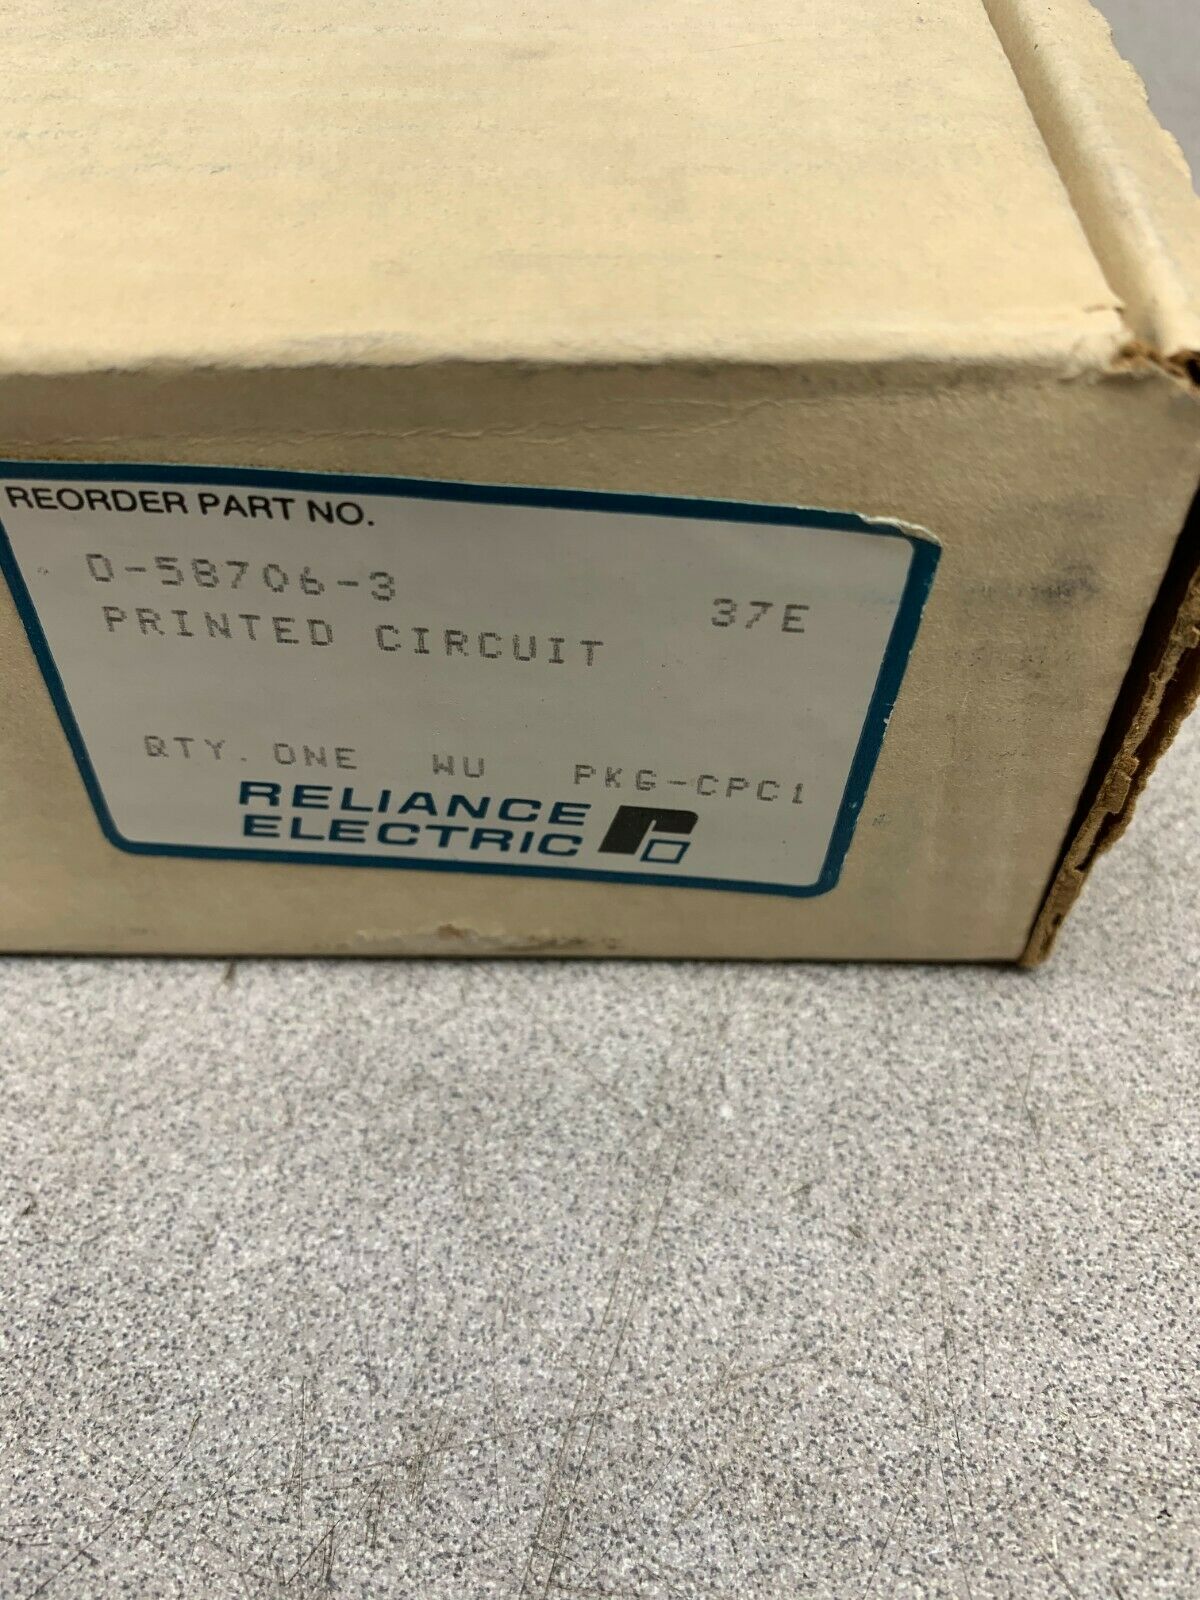 REORDER PART NO.
0-58706-3
37E
PRINTED CIRCUIT
QTY. ONE WU PKG-CPC1
RELIANCE
ELECTRIC